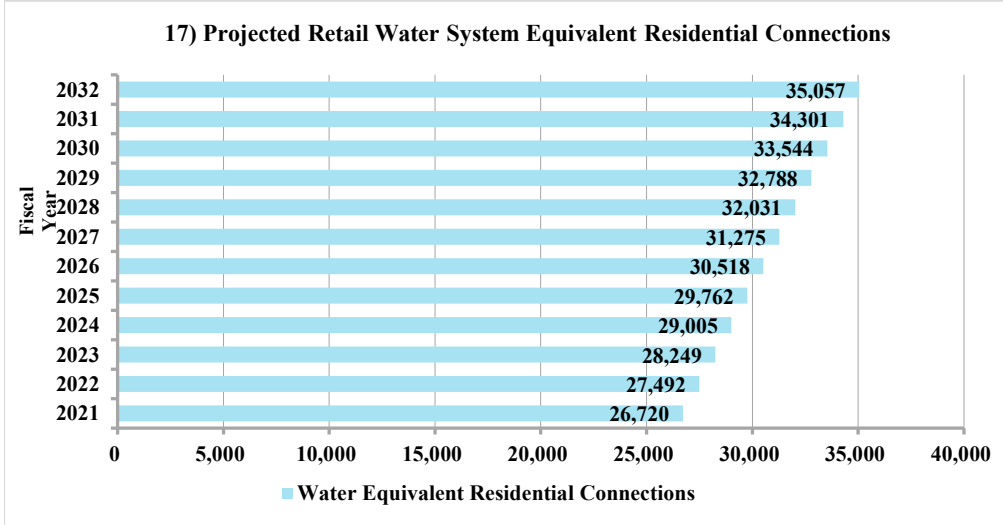 17) Projected Retail Water System Equivalent Residential Connections
Fiscal
Year
2032 35,057
2031 34,301
2030 33,544
2029 32,788
2028 32,031
2027 31,275
2026 30,518
2025 29,762
2024 29,005
2023 28,249
2022 27,492
2021 26,720
0 5,000 10,000 15,000 20,000 25,000 30,000 35,000 40,000
Water Equivalent Residential Connections